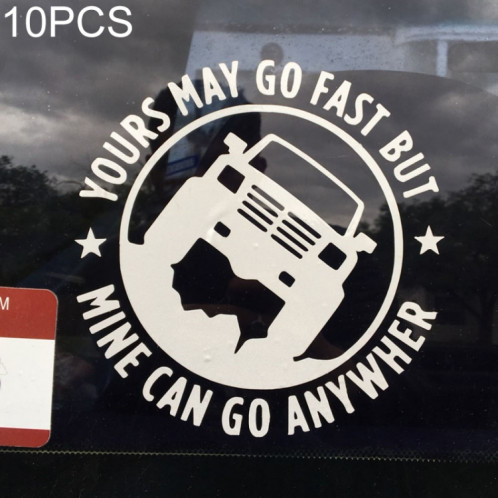 10PCS
YOURS MAY GO FAST BUT
MINE CAN GO ANYWHER
M